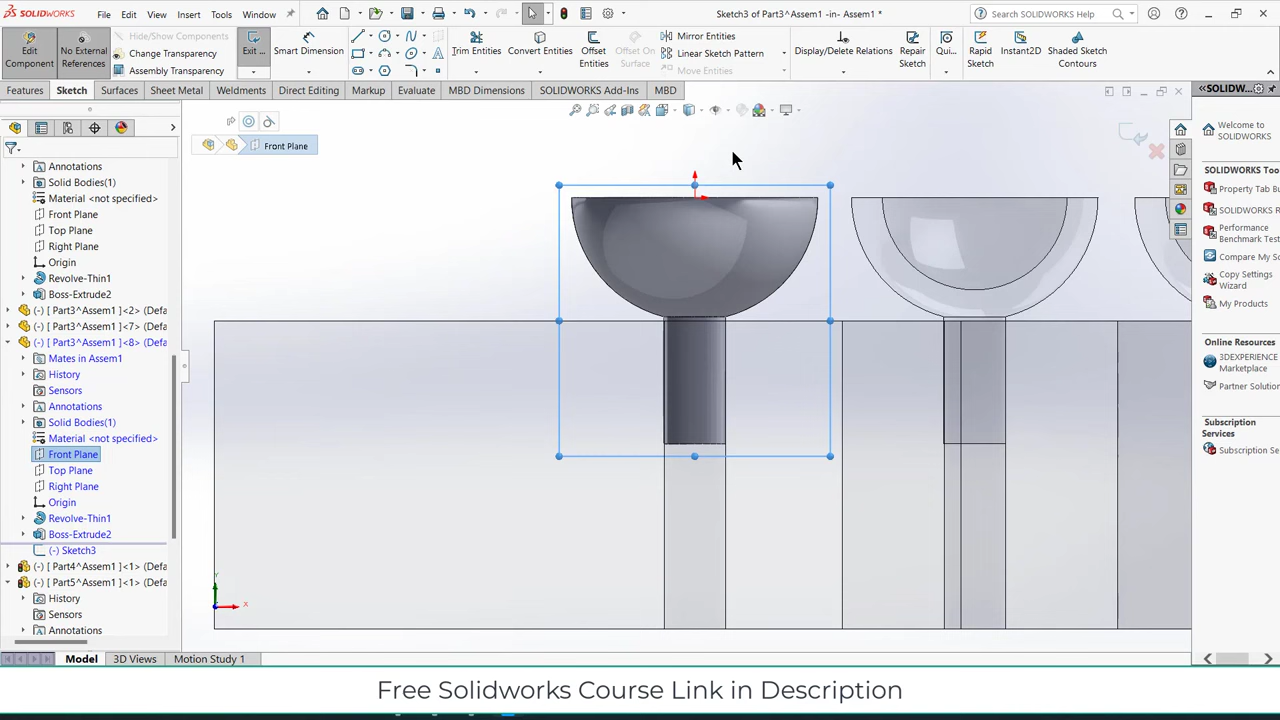 SOLIDWORKS
File
Edit
View
Insert
Tools
Window
Sketch3 of Part3^Assem1 -in- Assem1 *
Search SOLIDWORKS Help
Edit
Component
No External
References
Hide/Show Components
Change Transparency
Assembly Transparency
Exit ...
Smart Dimension
Trim Entities
Convert Entities
Offset
Entities
Offset On
Surface
Mirror Entities
Linear Sketch Pattern
Move Entities
Display/Delete Relations
Repair
Sketch
Qui...
Instant2D
Rapid
Sketch
Shaded Sketch
Contours
Features
Sketch
Surfaces
Sheet Metal
Weldments
Direct Editing
Markup
Evaluate
MBD Dimensions
SOLIDWORKS Add-Ins
MBD
Front Plane
Annotations
Solid Bodies(1)
Material <not specified>
Front Plane
Top Plane
Right Plane
Origin
Revolve-Thin1
Boss-Extrude2
(-) [ Part3^Assem1 ]<2> (Defa
(-) [ Part3^Assem1 ]<7> (Defa
(-) [ Part3^Assem1 ]<8> (Defa
Mates in Assem1
History
Sensors
Annotations
Solid Bodies(1)
Material <not specified>
Front Plane
Top Plane
Right Plane
Origin
Revolve-Thin1
Boss-Extrude2
(-) Sketch3
(-) [ Part4^Assem1 ]<1> (Defa
(-) [ Part5^Assem1 ]<1> (Defa
History
Sensors
Annotations
Y
X
SOLIDW...
Welcome to
SOLIDWORKS
SOLIDWORKS Too
Property Tab Bu
SOLIDWORKS R
Performance
Benchmark Test
Compare My Sc
Copy Settings
Wizard
My Products
Online Resources
3DEXPERIENCE
Marketplace
Partner Solution
Subscription
Services
Subscription Se
Model
3D Views
Motion Study 1
Free Solidworks Course Link in Description